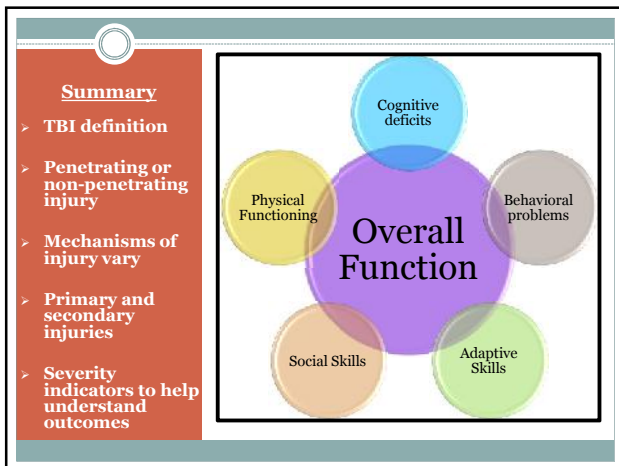 Summary
➢ TBI definition
➢ Penetrating or
non-penetrating
injury
➢ Mechanisms of
injury vary
➢ Primary and
secondary
injuries
➢ Severity
indicators to help
understand
outcomes
Cognitive
deficits
Physical
Functioning
Behavioral
problems
Overall
Function
Social Skills
Adaptive
Skills